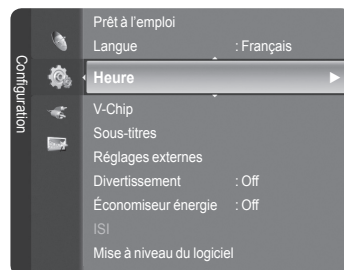 Configuration
Prêt à l'emploi
Langue : Français
Heure
V-Chip
Sous-titres
Réglages externes
Divertissement : Off
Économiseur énergie : Off
ISI
Mise à niveau du logiciel